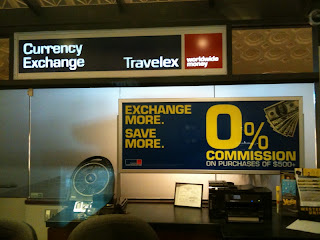 Currency
Exchange
Travelex
worldwide
money
EXCHANGE
MORE.
SAVE
MORE.
0%
COMMISSION
ON PURCHASES OF $500+